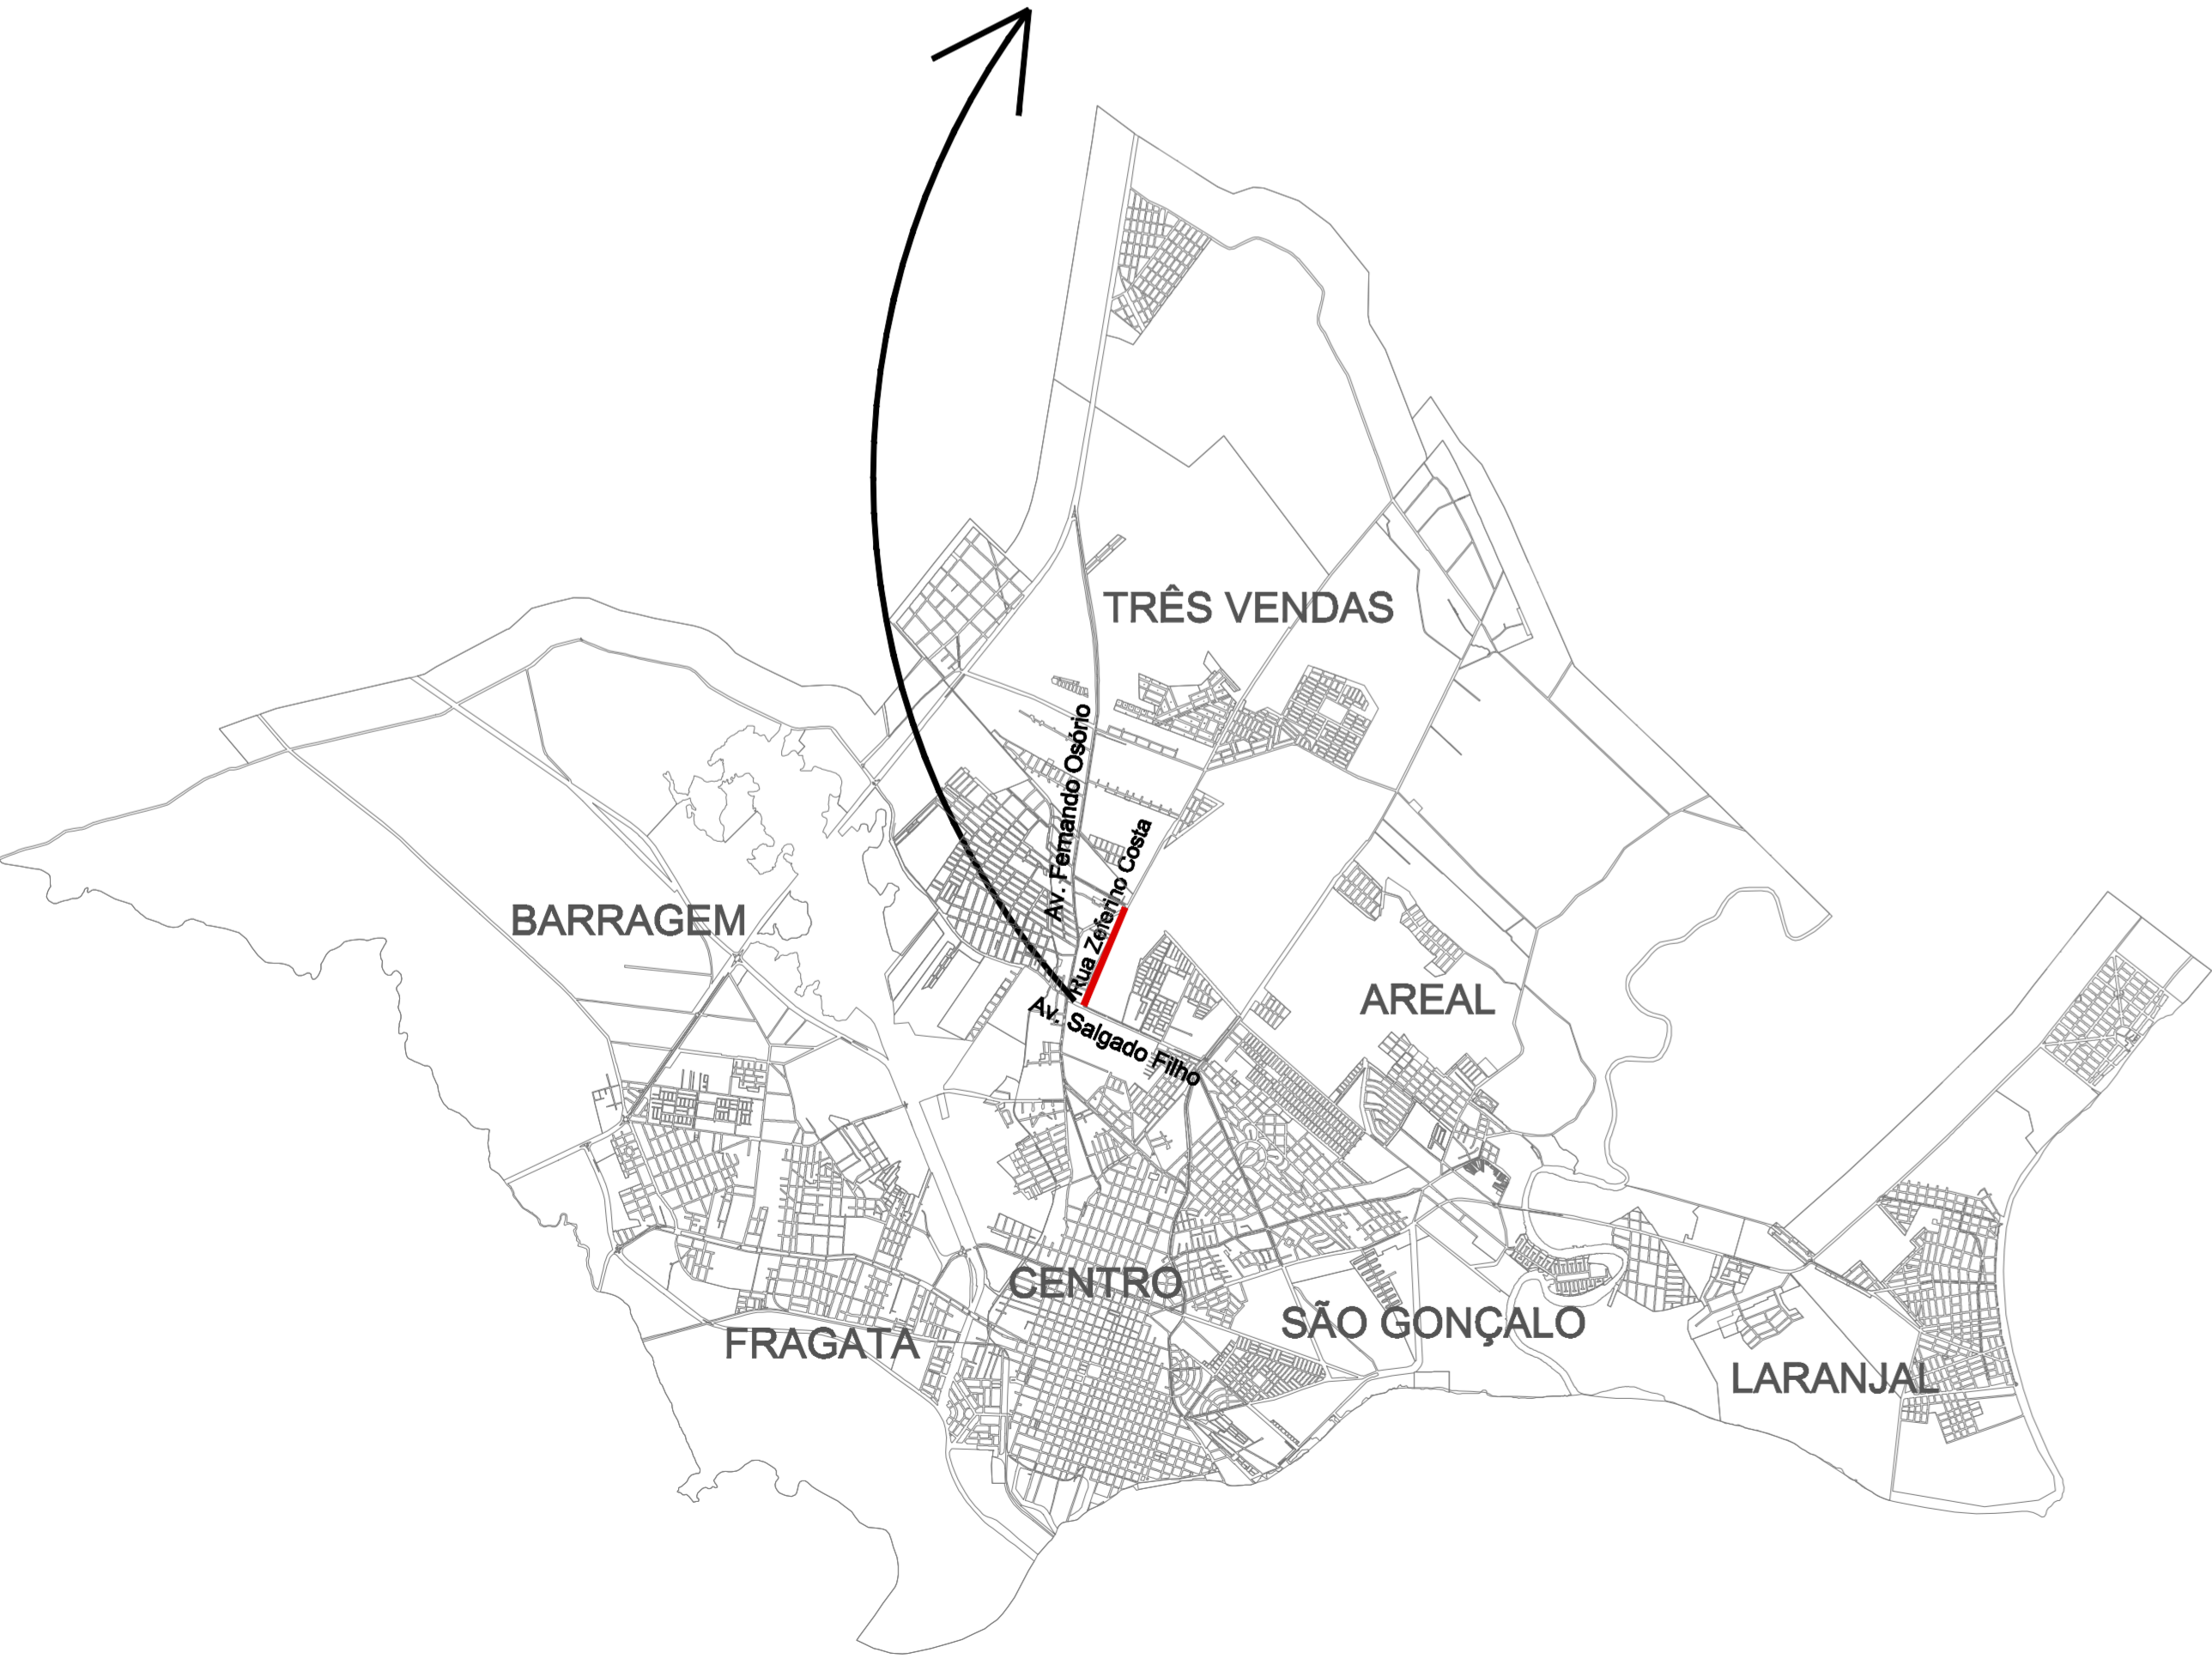 TRÊS VENDAS
Av. Fernando Osório
Rua Zeferino Costa
BARRAGEM
AREAL
Av. Salgado Filho
CENTRO
SÃO GONÇALO
FRAGATA
LARANJAL